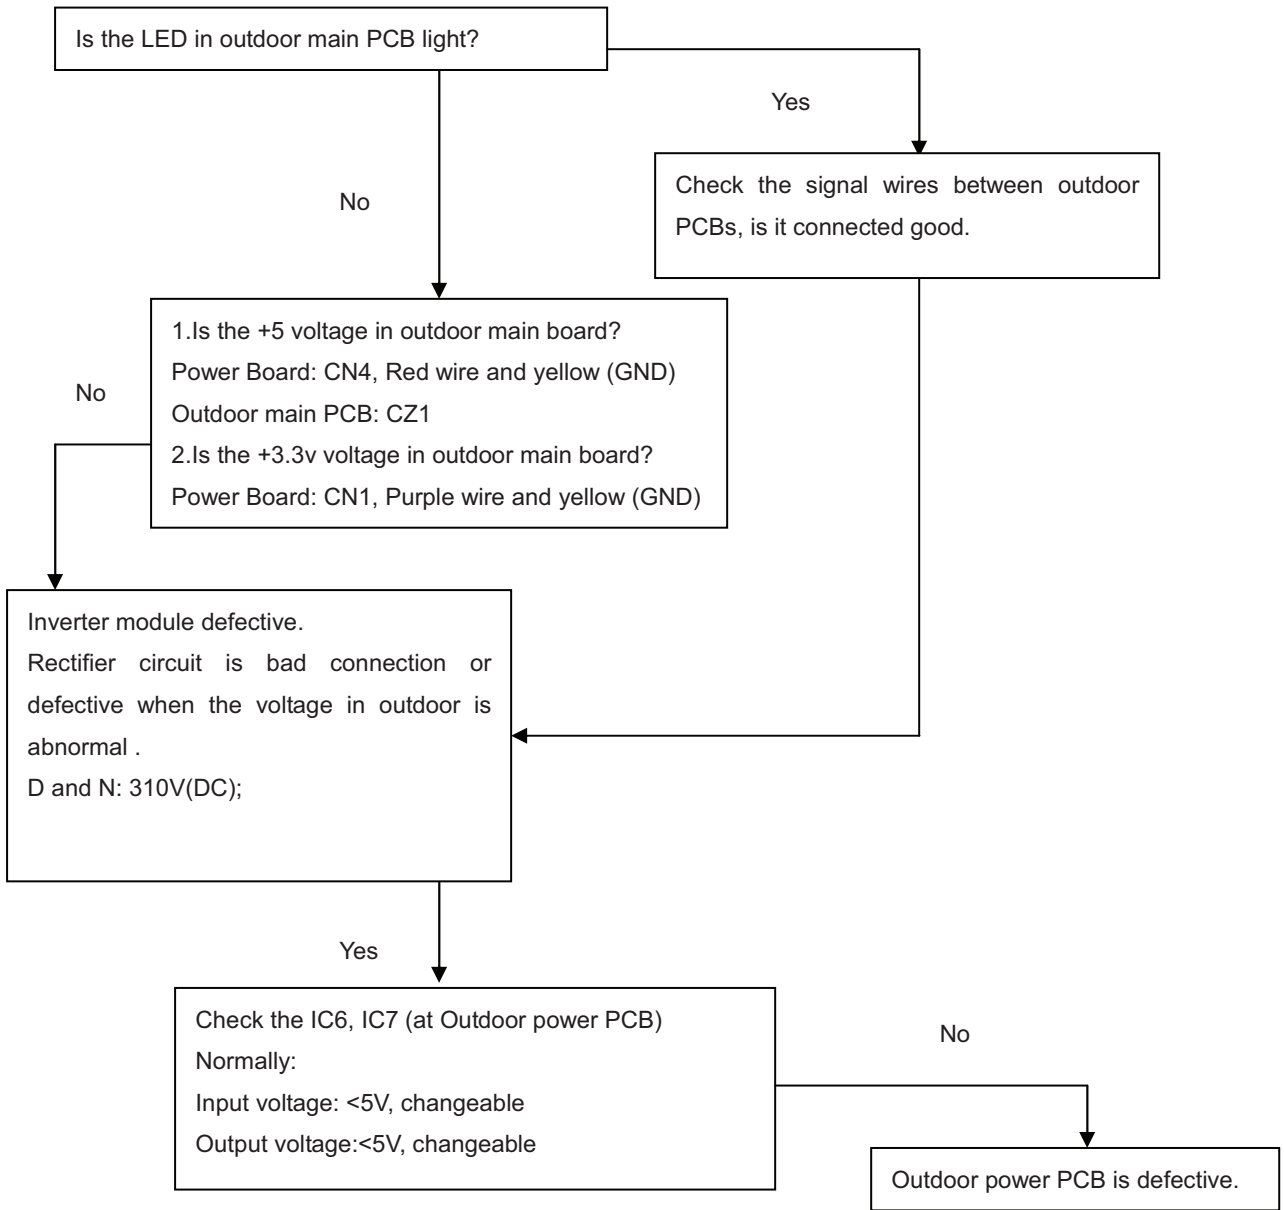 Is the LED in outdoor main PCB light?
Yes
No
Check the signal wires between outdoor
PCBs, is it connected good.
1.Is the +5 voltage in outdoor main board?
Power Board: CN4, Red wire and yellow (GND)
Outdoor main PCB: CZ1
2.Is the +3.3v voltage in outdoor main board?
Power Board: CN1, Purple wire and yellow (GND)
No
Inverter module defective.
Rectifier circuit is bad connection or
defective when the voltage in outdoor is
abnormal .
D and N: 310V(DC);
Yes
Check the IC6, IC7 (at Outdoor power PCB)
Normally:
Input voltage: <5V, changeable
Output voltage:<5V, changeable
No
Outdoor power PCB is defective.